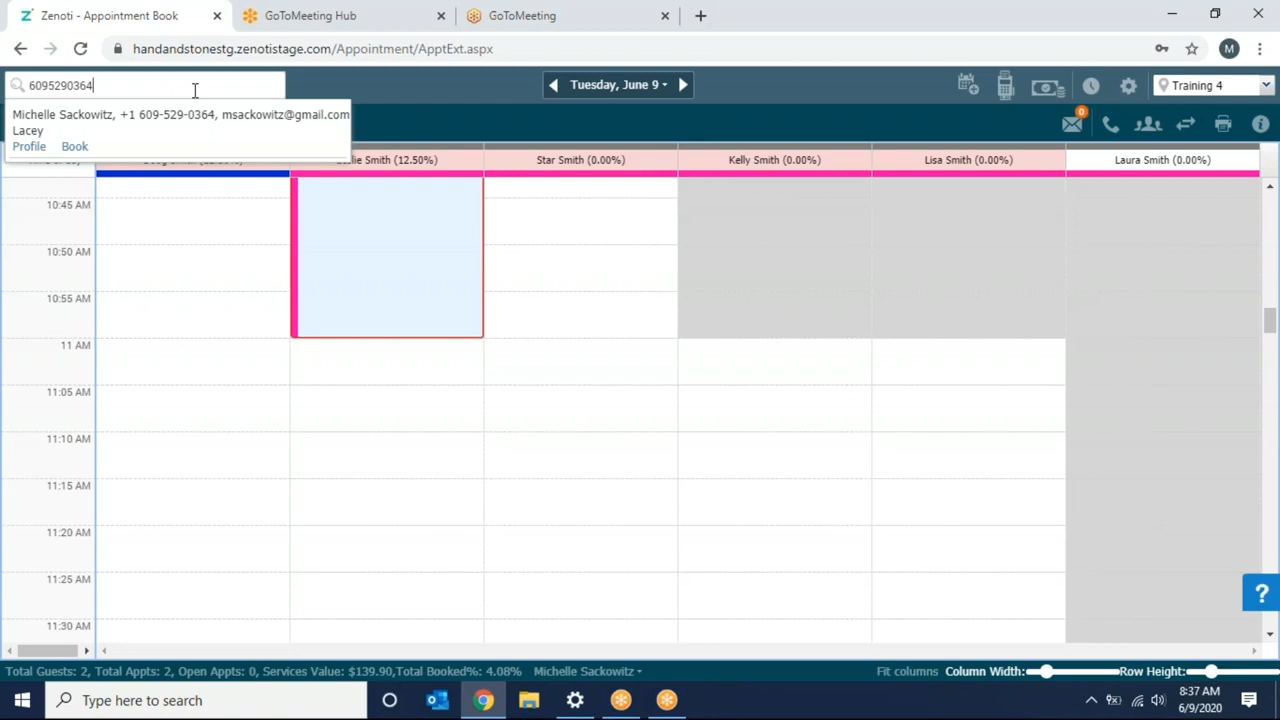 Zenoti - Appointment Book
GoToMeeting Hub
GoToMeeting
handandstonestg.zenotistage.com/Appointment/ApptExt.aspx
M
6095290364
Tuesday, June 9
Training 4
Michelle Sackowitz, +1 609-529-0364, msackowitz@gmail.com
Lacey
Profile Book
0
Smith (0.00%)
Star Smith (0.00%)
Kelly Smith (0.00%)
Lisa Smith (0.00%)
Laura Smith (0.00%)
10:45 AM
10:50 AM
10:55 AM
11 AM
11:05 AM
11:10 AM
11:15 AM
11:20 AM
11:25 AM
11:30 AM
?
Total Guests: 2, Total Appts: 2, Open Appts: 0, Services Value: $139.90,Total Booked%: 4.08%
Michelle Sackowitz
Fit columns Column Width: Row Height:
Type here to search
8:37 AM
6/9/2020